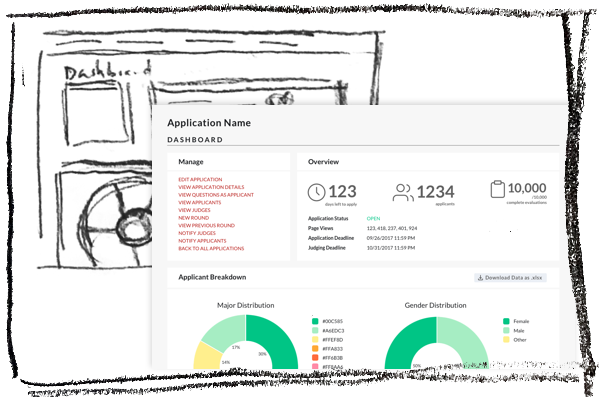 Dashbo
Application Name
DASHBOARD
Manage
EDIT APPLICATION
VIEW APPLICATION DETAILS
VIEW QUESTIONS AS APPLICANT
VIEW APPLICANTS
VIEW JUDGES
NEW ROUND
VIEW PREVIOUS ROUND
NOTIFY JUDGES
NOTIFY APPLICANTS
BACK TO ALL APPLICATIONS
Overview
123
days left to apply
1234
applicants
10,000
/10,000
complete evaluations
Application Status OPEN
Page Views 123, 418, 237, 401, 924
Application Deadline 09/26/2017 11:59 PM
Judging Deadline 10/31/2017 11:59 PM
Applicant Breakdown
Download Data as .xlsx
Major Distribution
17%
20%
14%
#00C585
#A6EDC3
#FFEF8D
#FFA833
#FF6B3B
#FF8AA6
Gender Distribution
50%
Female
Male
Other